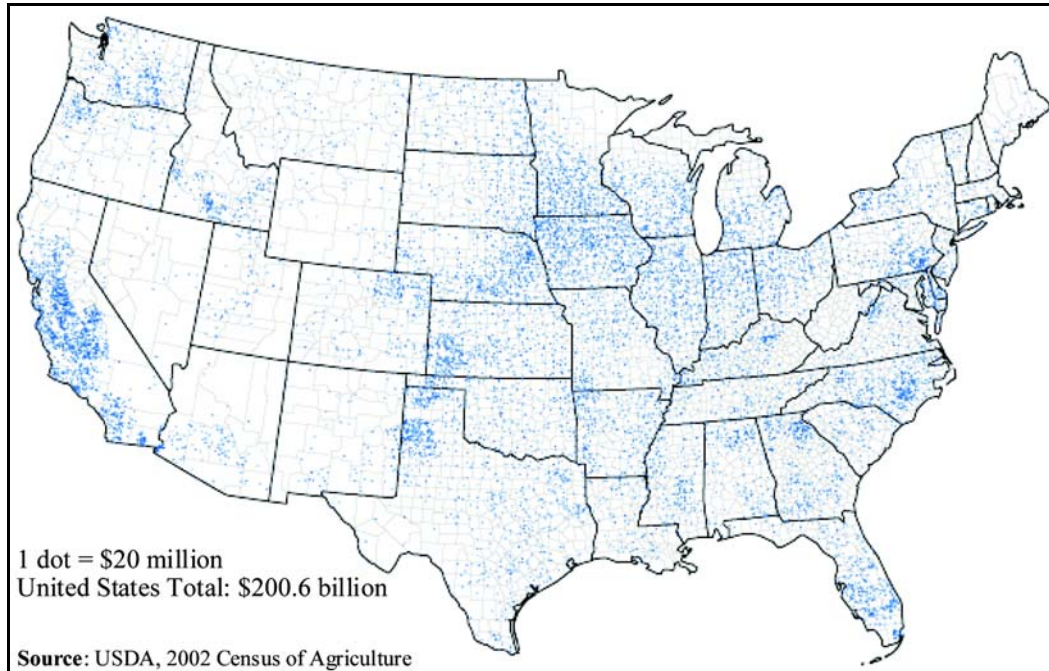 1 dot = $20 million
United States Total: $200.6 billion
Source: USDA, 2002 Census of Agriculture